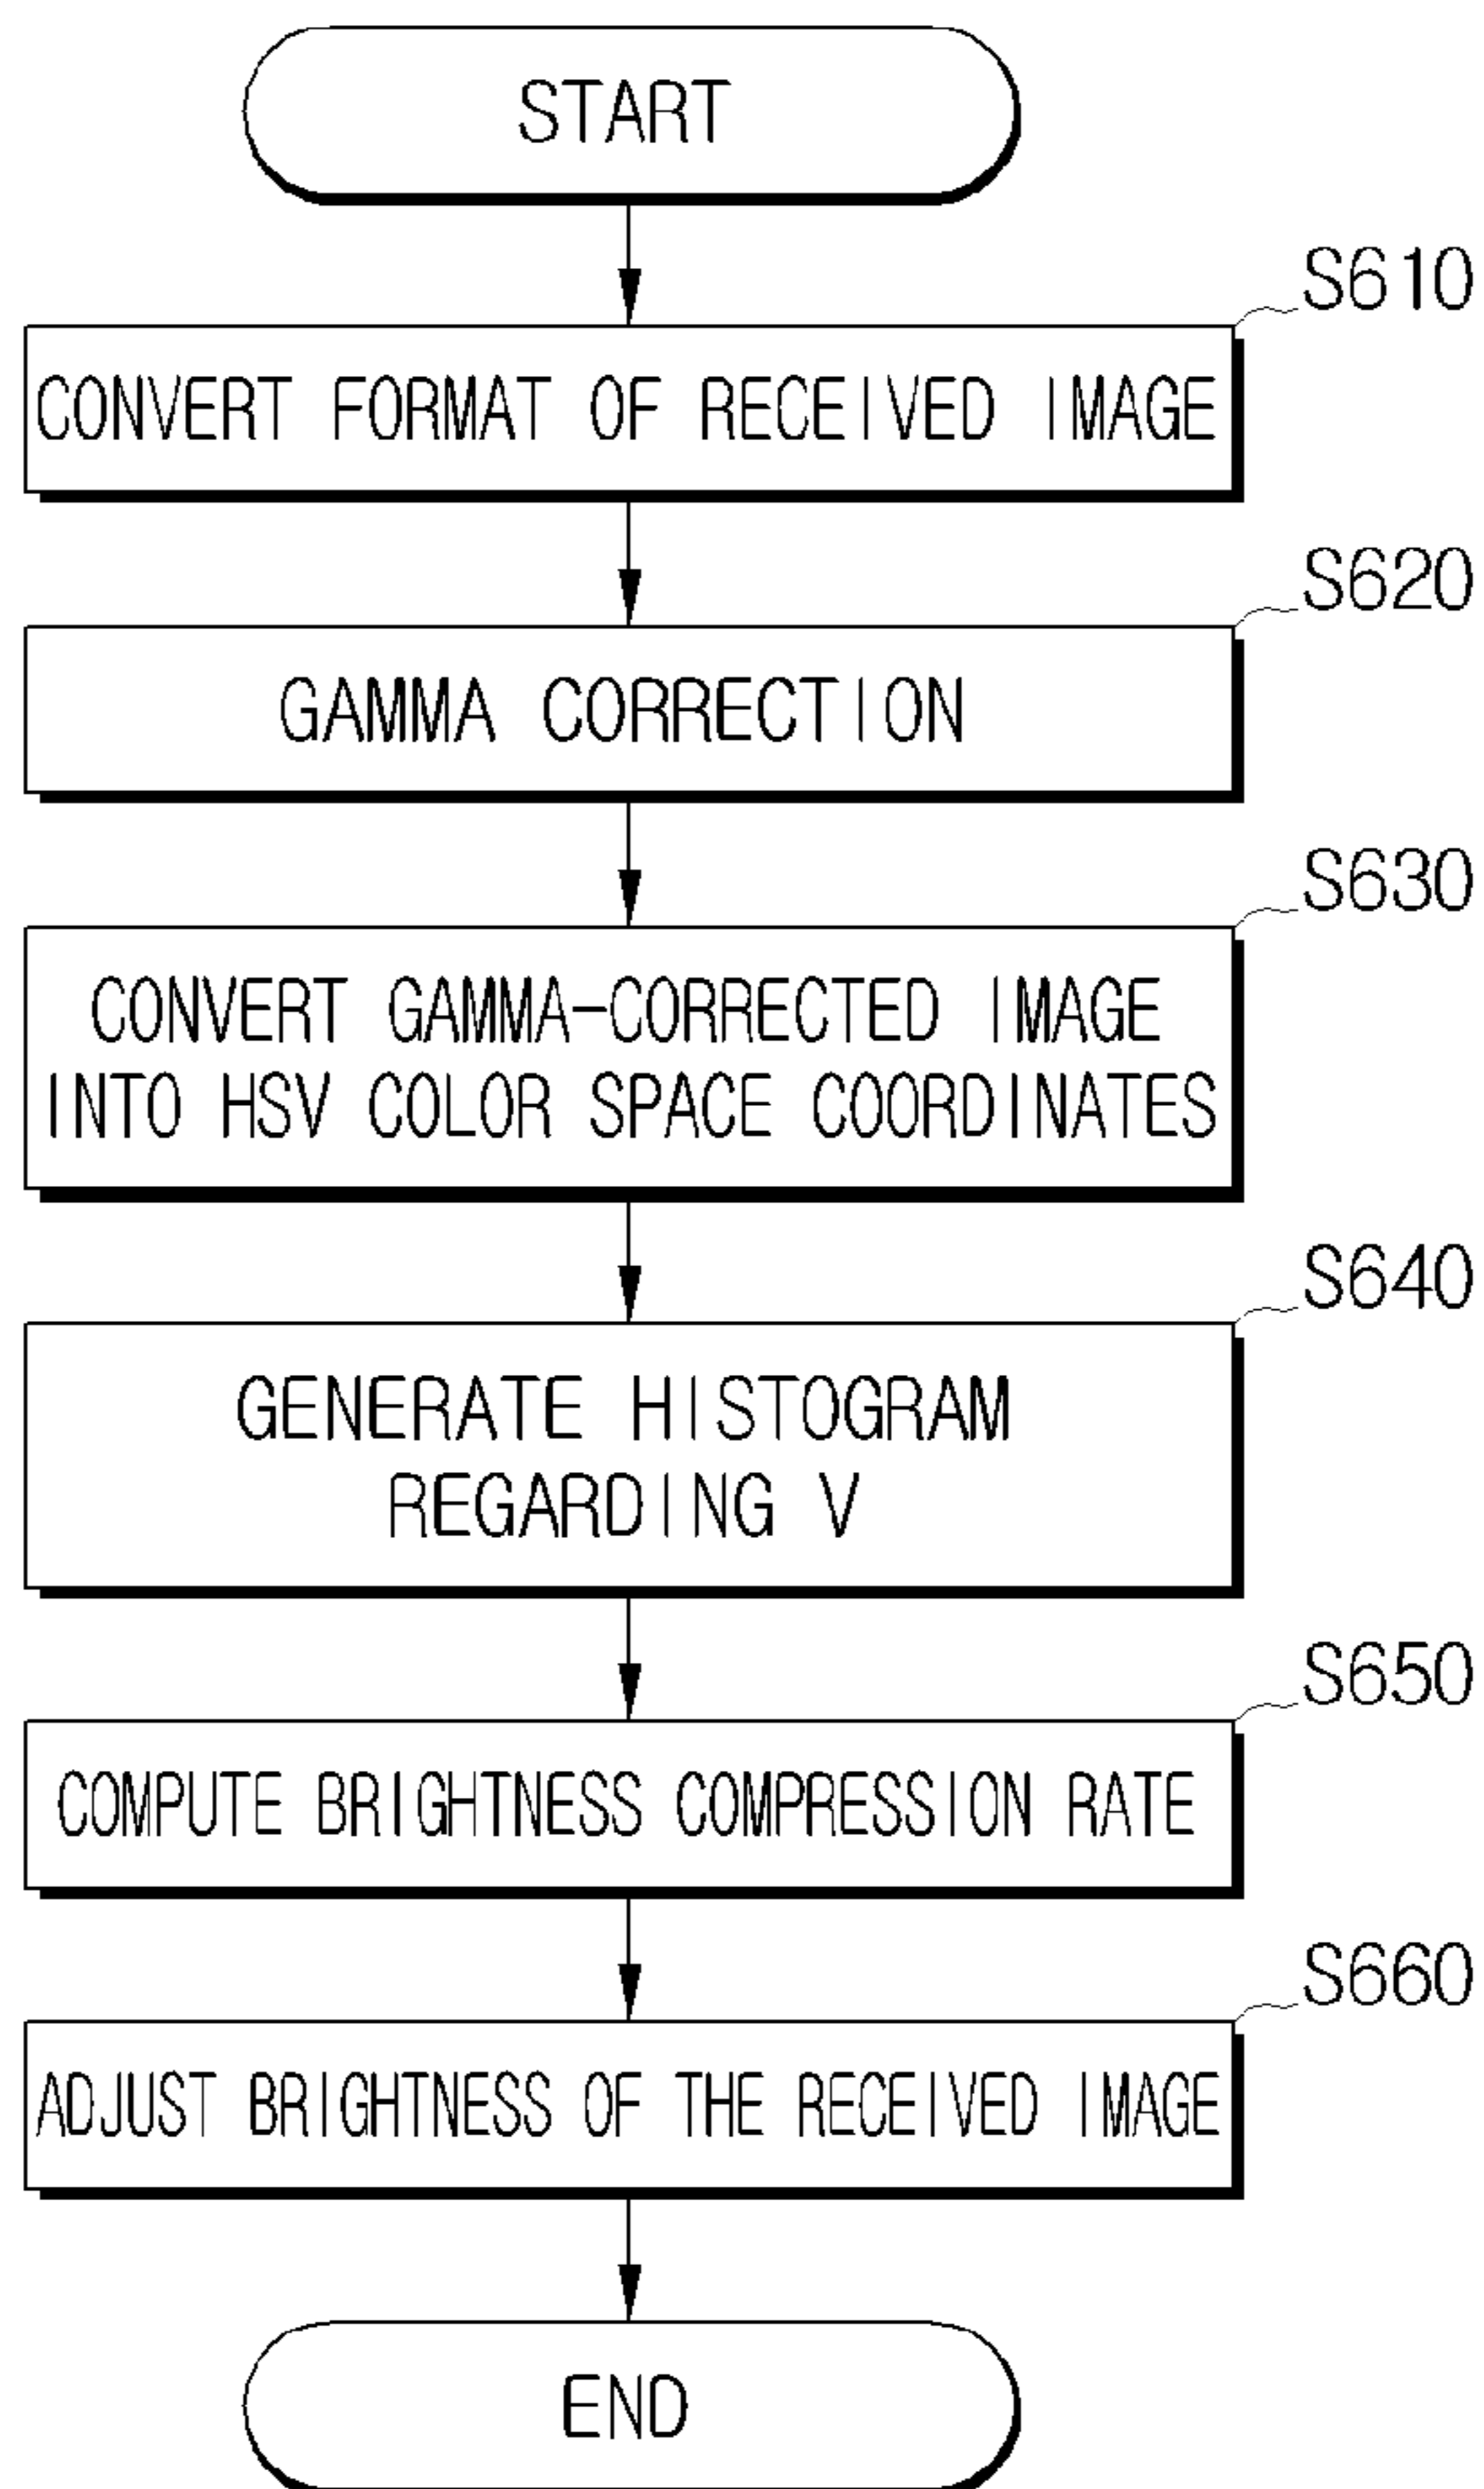 START
S610
CONVERT FORMAT OF RECEIVED IMAGE
S620
GAMMA CORRECTION
S630
CONVERT GAMMA-CORRECTED IMAGE
INTO HSV COLOR SPACE COORDINATES
S640
GENERATE HISTOGRAM
REGARDING V
S650
COMPUTE BRIGHTNESS COMPRESSION RATE
S660
ADJUST BRIGHTNESS OF THE RECEIVED IMAGE
END